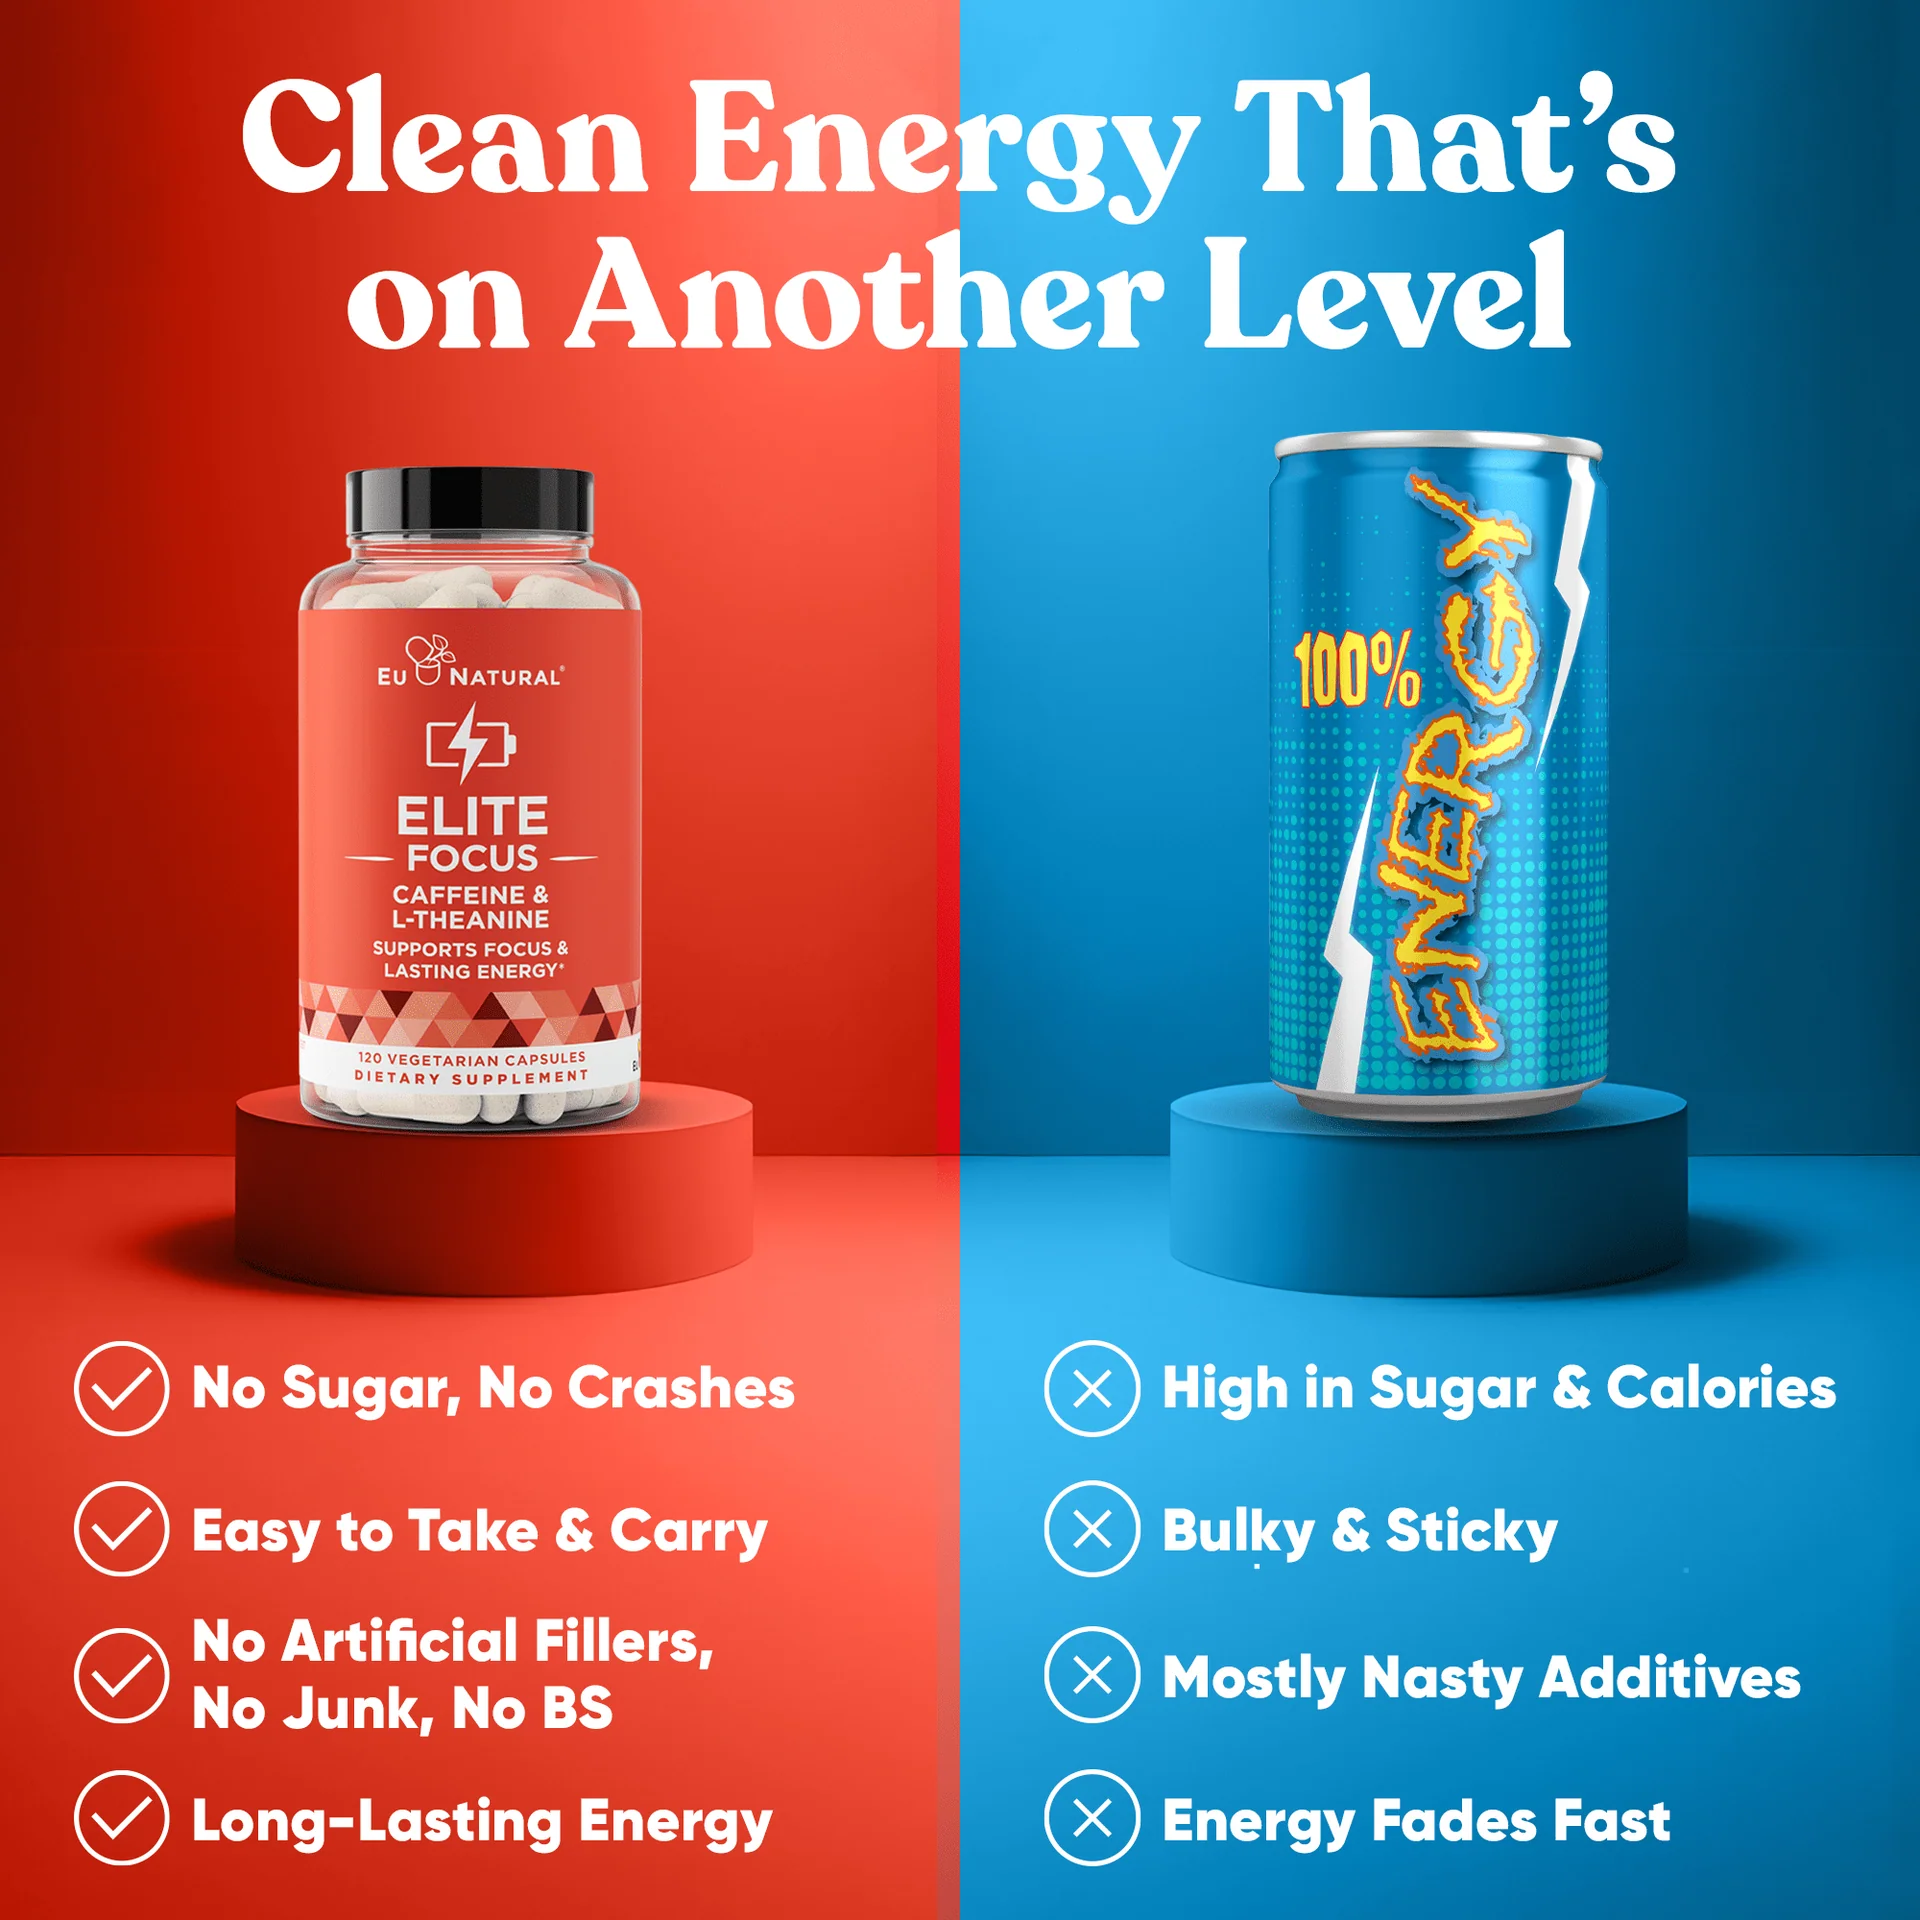 Clean Energy That's
on Another Level
EU NATURAL®
ELITE
FOCUS
CAFFEINE &
L-THEANINE
SUPPORTS FOCUS &
LASTING ENERGY*
120 VEGETARIAN CAPSULES
DIETARY SUPPLEMENT
100%
ENERGY
No Sugar, No Crashes
Easy to Take & Carry
No Artificial Fillers,
No Junk, No BS
Long-Lasting Energy
High in Sugar & Calories
Bulky & Sticky
Mostly Nasty Additives
Energy Fades Fast